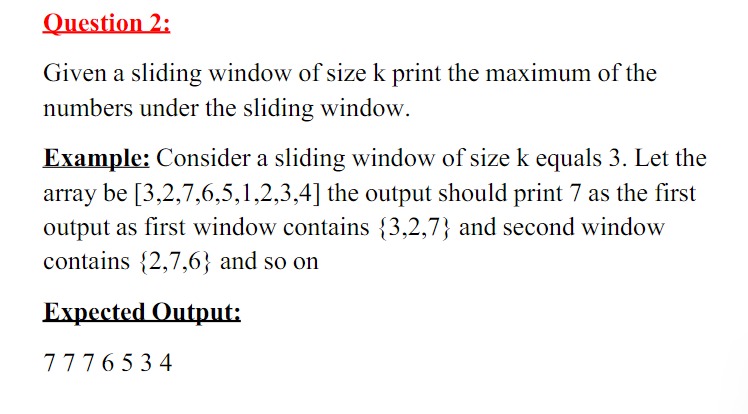 Question 2:
Given a sliding window of size k print the maximum of the
numbers under the sliding window.
Example: Consider a sliding window of size k equals 3. Let the
array be [3,2,7,6,5,1,2,3,4] the output should print 7 as the first
output as first window contains {3,2,7} and second window
contains {2,7,6} and so on
Expected Output:
7 7 7 6 5 3 4